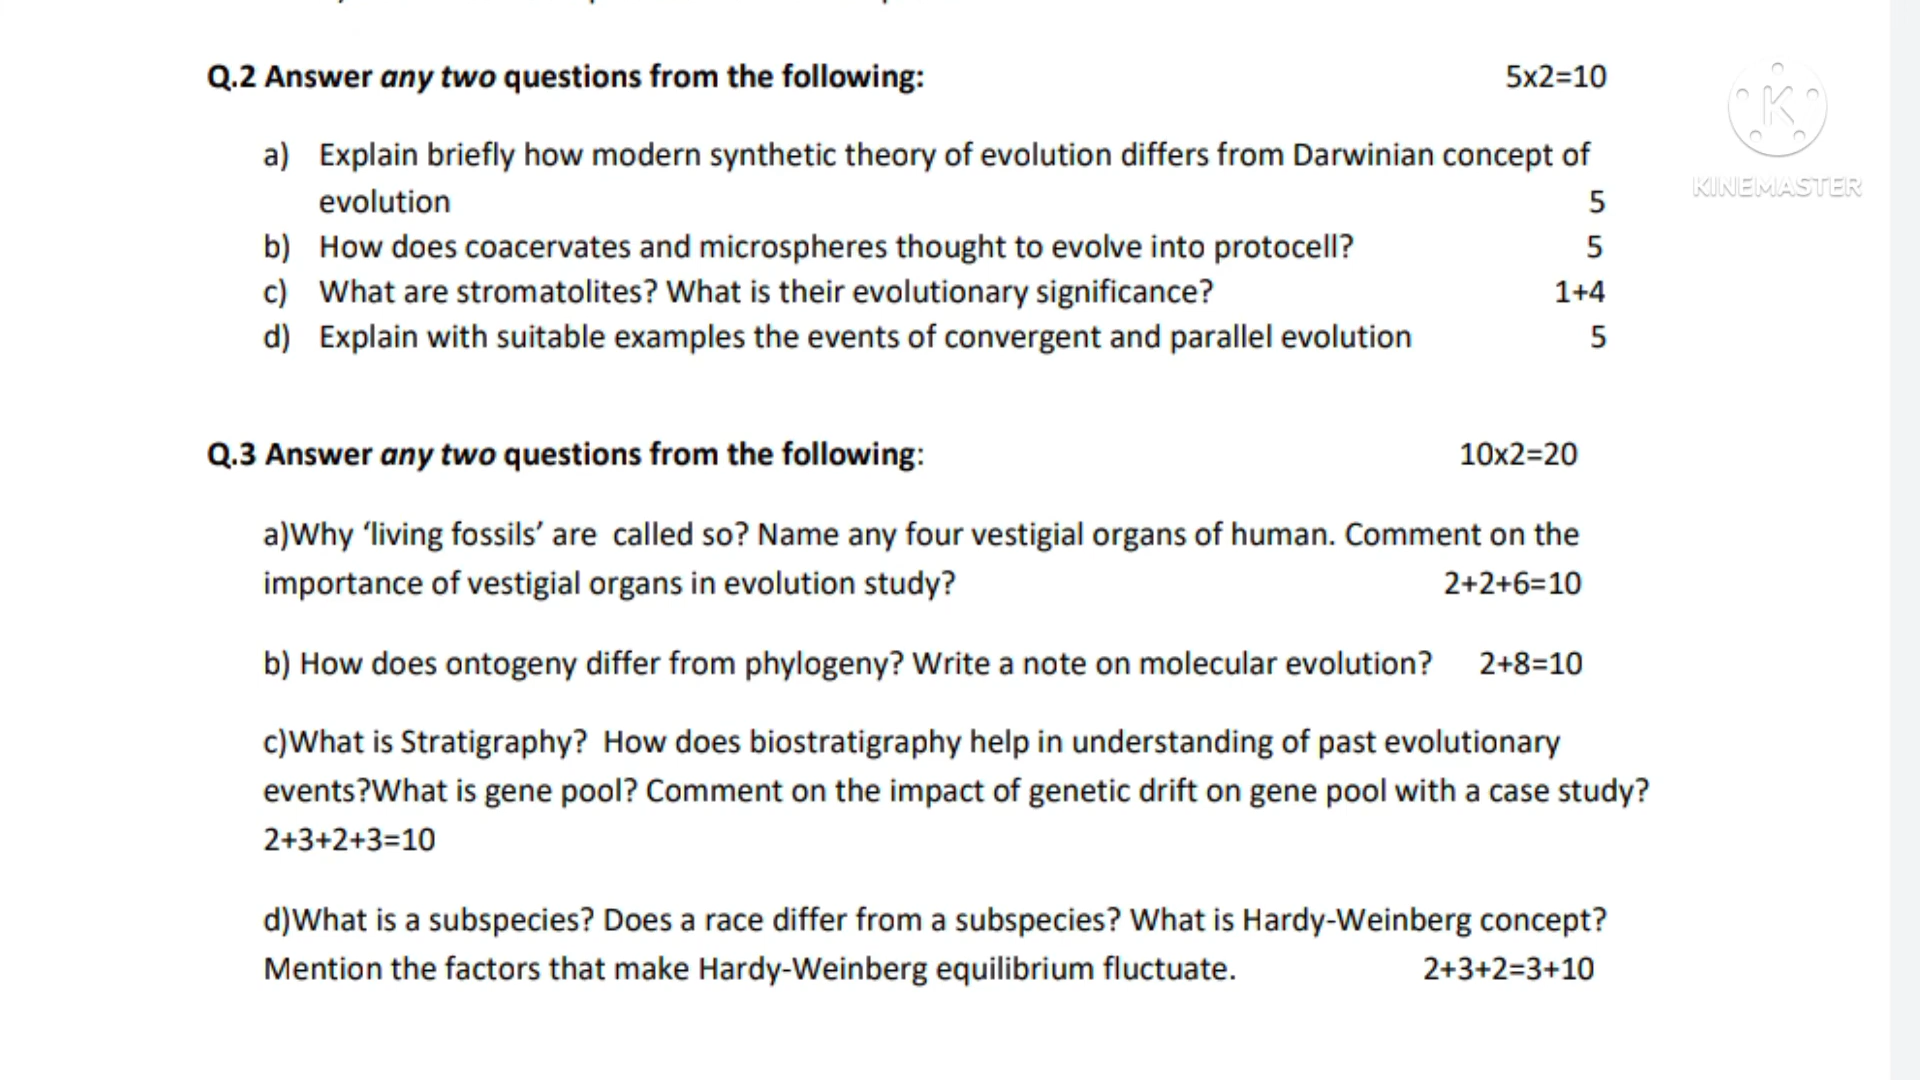 Q.2 Answer any two questions from the following: 5x2=10
a) Explain briefly how modern synthetic theory of evolution differs from Darwinian concept of
evolution 5
b) How does coacervates and microspheres thought to evolve into protocell? 5
c) What are stromatolites? What is their evolutionary significance? 1+4
d) Explain with suitable examples the events of convergent and parallel evolution 5
Q.3 Answer any two questions from the following: 10x2=20
a)Why ‘living fossils’ are called so? Name any four vestigial organs of human. Comment on the
importance of vestigial organs in evolution study? 2+2+6=10
b) How does ontogeny differ from phylogeny? Write a note on molecular evolution? 2+8=10
c)What is Stratigraphy? How does biostratigraphy help in understanding of past evolutionary
events?What is gene pool? Comment on the impact of genetic drift on gene pool with a case study?
2+3+2+3=10
d)What is a subspecies? Does a race differ from a subspecies? What is Hardy-Weinberg concept?
Mention the factors that make Hardy-Weinberg equilibrium fluctuate. 2+3+2=3+10
K
KINEMASTER